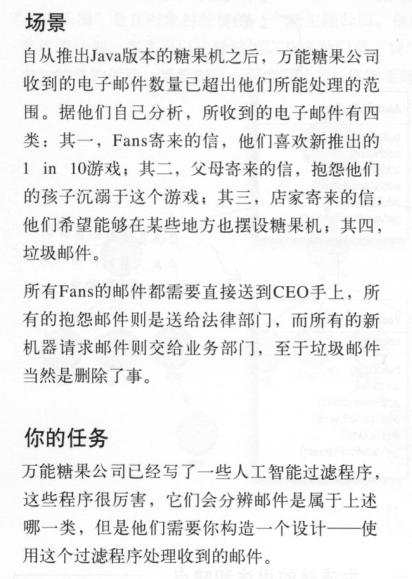 场景
自从推出Java版本的糖果机之后，万能糖果公司
收到的电子邮件数量已超出他们所能处理的范
围。据他们自己分析，所收到的电子邮件有四
类：其一，Fans寄来的信，他们喜欢新推出的
1 in 10游戏；其二，父母寄来的信，抱怨他们
的孩子沉溺于这个游戏；其三，店家寄来的信，
他们希望能够在某些地方也摆设糖果机；其四，
垃圾邮件。
所有Fans的邮件都需要直接送到CEO手上，所
有的抱怨邮件则是送给法律部门，而所有的新
机器请求邮件则交给业务部门，至于垃圾邮件
当然是删除了事。
你的任务
万能糖果公司已经写了一些人工智能过滤程序，
这些程序很厉害，它们会分辨邮件是属于上述
哪一类，但是他们需要你构造一个设计——使
用这个过滤程序处理收到的邮件。